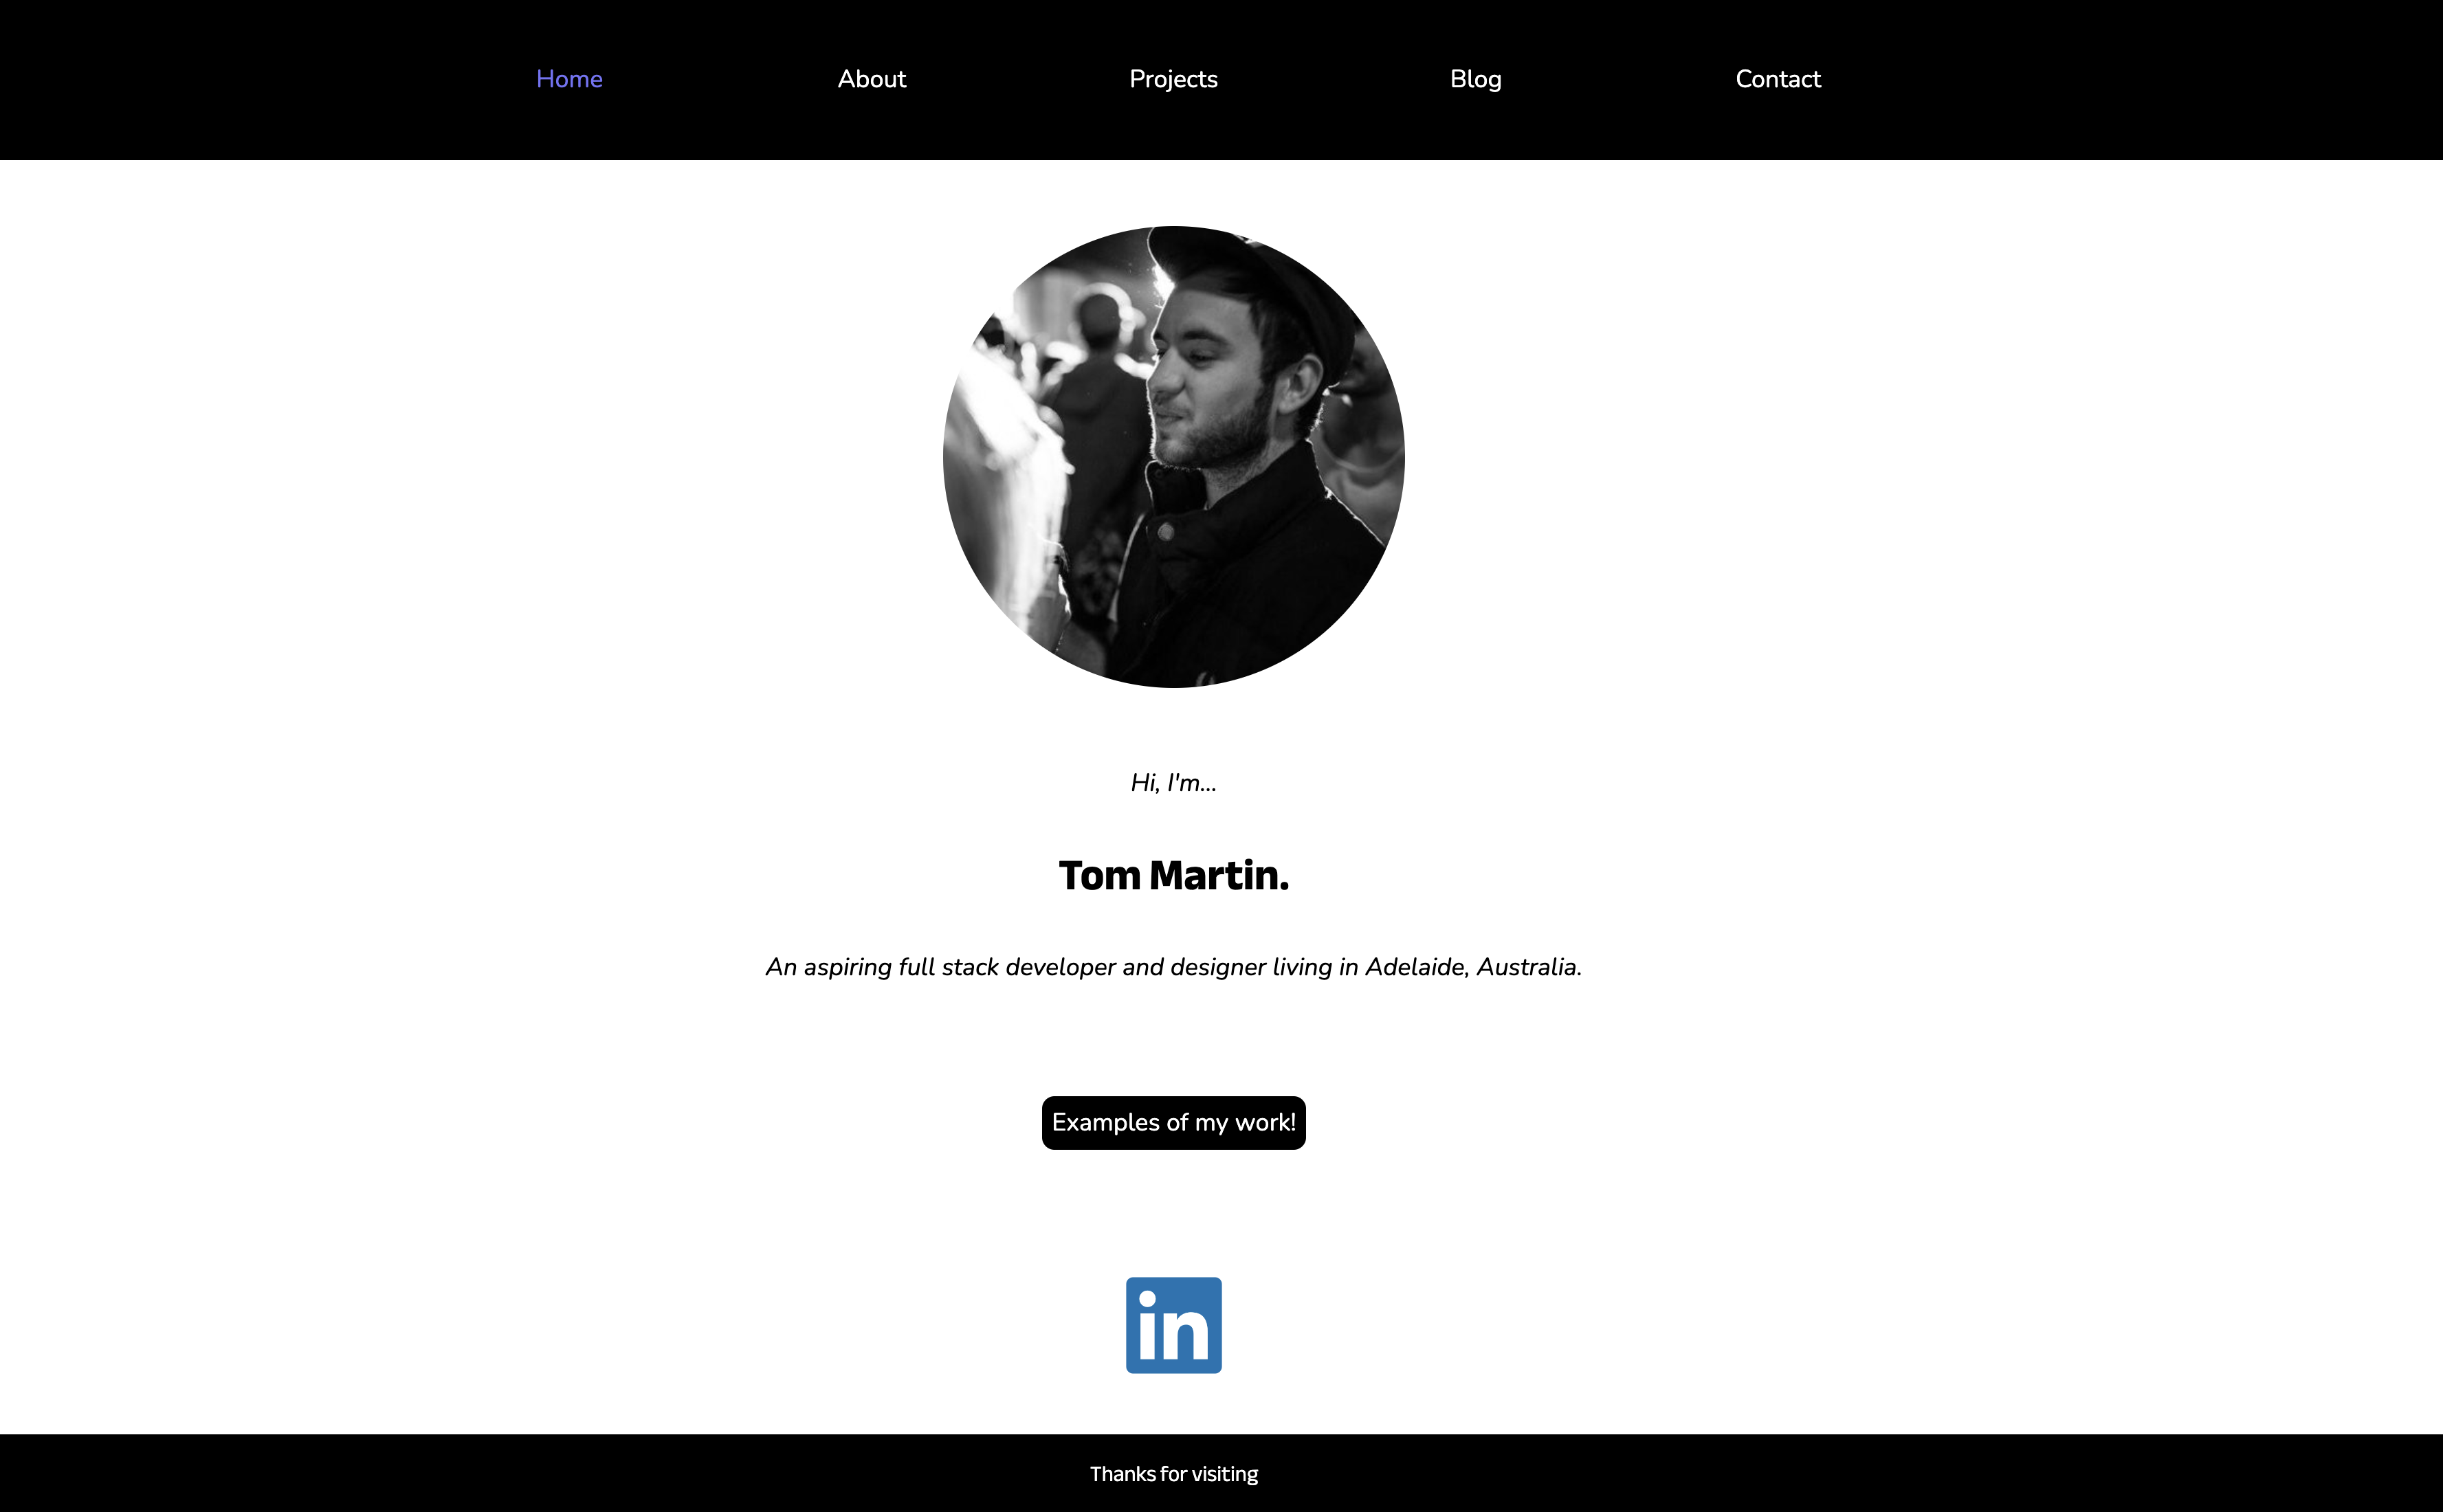 Home About Projects Blog Contact
Hi, I'm...
Tom Martin.
An aspiring full stack developer and designer living in Adelaide, Australia.
Examples of my work!
in
Thanks for visiting